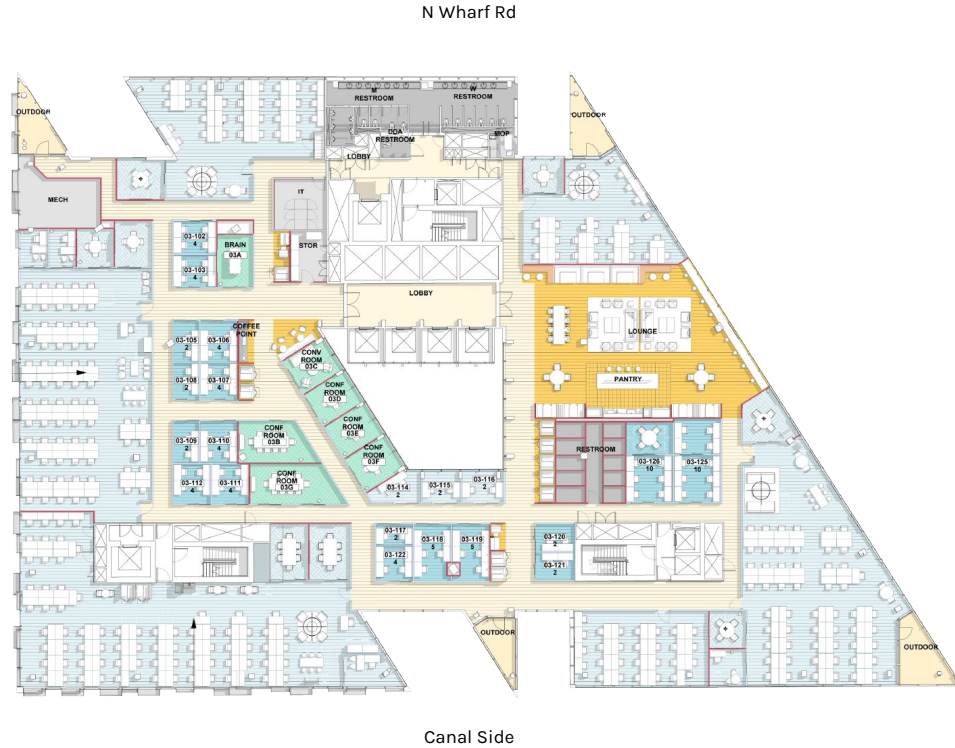 N Wharf Rd
M
RESTROOM
W
RESTROOM
OUTDOOR
OUTDOOR
DDA
RESTROOM
MOP
LOBBY
MECH
IT
STOR
03-102
4
BRAIN
03A
03-103
4
LOBBY
03-105
2
03-106
4
COFFEE
POINT
LOUNGE
CONV
ROOM
03C
03-108
2
03-107
4
PANTRY
CONF
ROOM
03D
CONF
ROOM
03E
03-109
2
03-110
4
CONF
ROOM
03B
CONF
ROOM
03F
RESTROOM
03-126
10
03-125
10
03-112
4
03-111
4
CONF
ROOM
03G
03-114
2
03-115
2
03-116
2
03-117
2
03-118
5
03-119
5
03-120
2
03-122
4
03-121
2
OUTDOOR
OUTDOOR
Canal Side